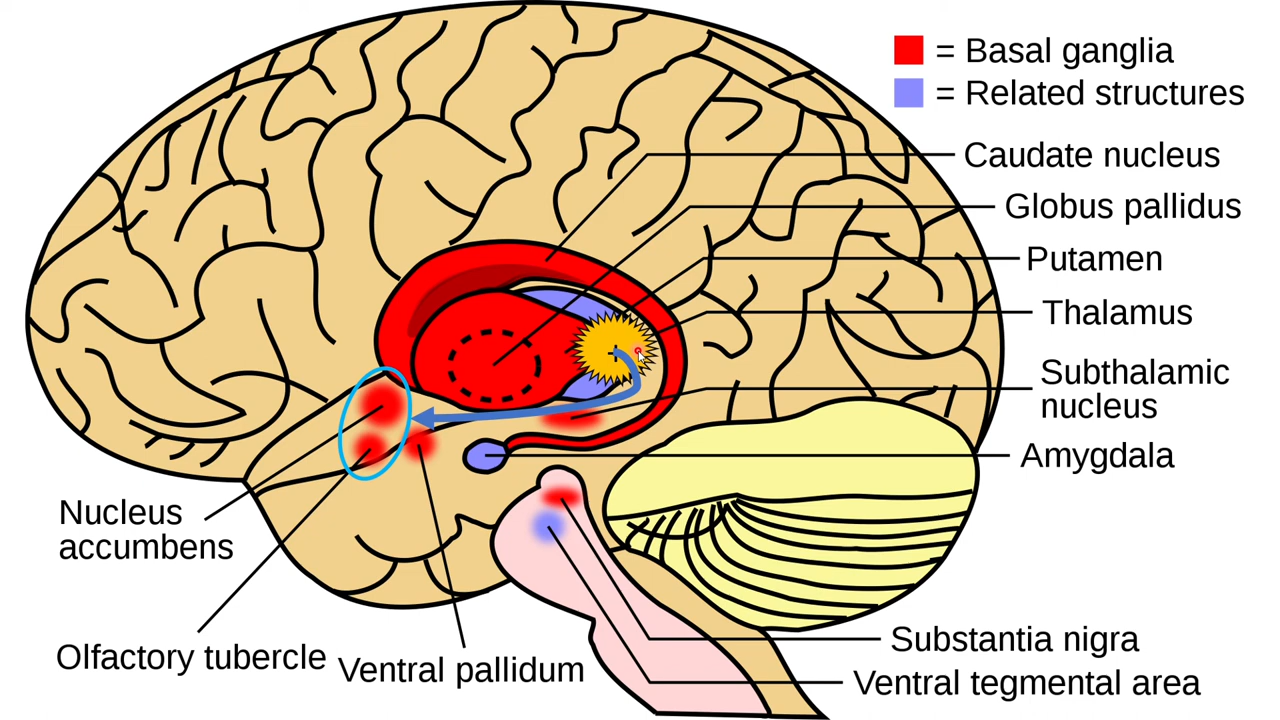 = Basal ganglia
= Related structures
Caudate nucleus
Globus pallidus
Putamen
Thalamus
Subthalamic
nucleus
Amygdala
Nucleus
accumbens
Olfactory tubercle
Ventral pallidum
Substantia nigra
Ventral tegmental area